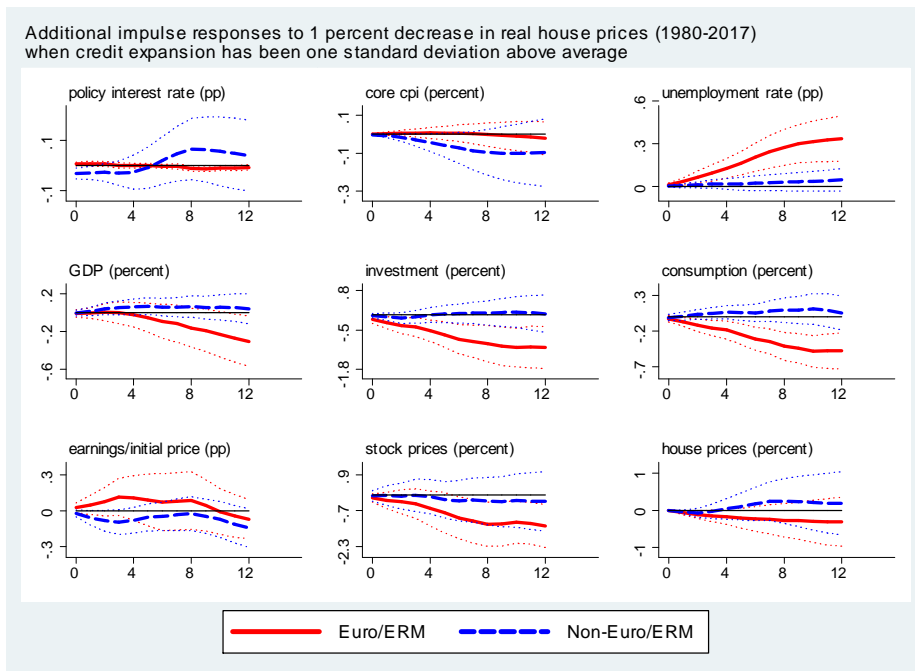 Additional impulse responses to 1 percent decrease in real house prices (1980-2017)
when credit expansion has been one standard deviation above average
policy interest rate (pp)
.1
-.1
0 4 8 12
core cpi (percent)
.1
-.1
-.3
0 4 8 12
unemployment rate (pp)
.6
.3
0
0 4 8 12
GDP (percent)
.2
-.2
-.6
0 4 8 12
investment (percent)
.8
-.5
-1.8
0 4 8 12
consumption (percent)
.3
-.2
-.7
0 4 8 12
earnings/initial price (pp)
.3
0
-.3
0 4 8 12
stock prices (percent)
.9
-.7
-2.3
0 4 8 12
house prices (percent)
1
0
-1
0 4 8 12
Euro/ERM
Non-Euro/ERM